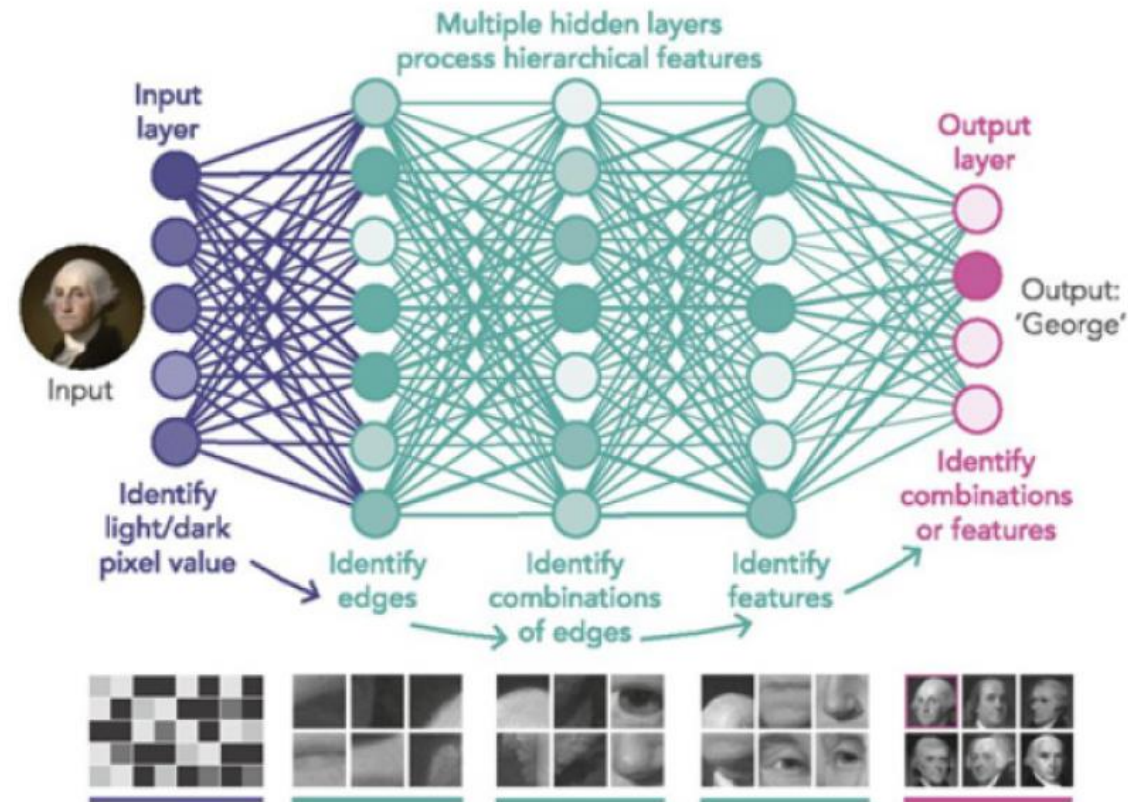 Multiple hidden layers
process hierarchical features
Input
layer
Output
layer
Input
Output:
'George'
Identify
light/dark
pixel value
Identify
edges
Identify
combinations
of edges
Identify
features
Identify
combinations
or features